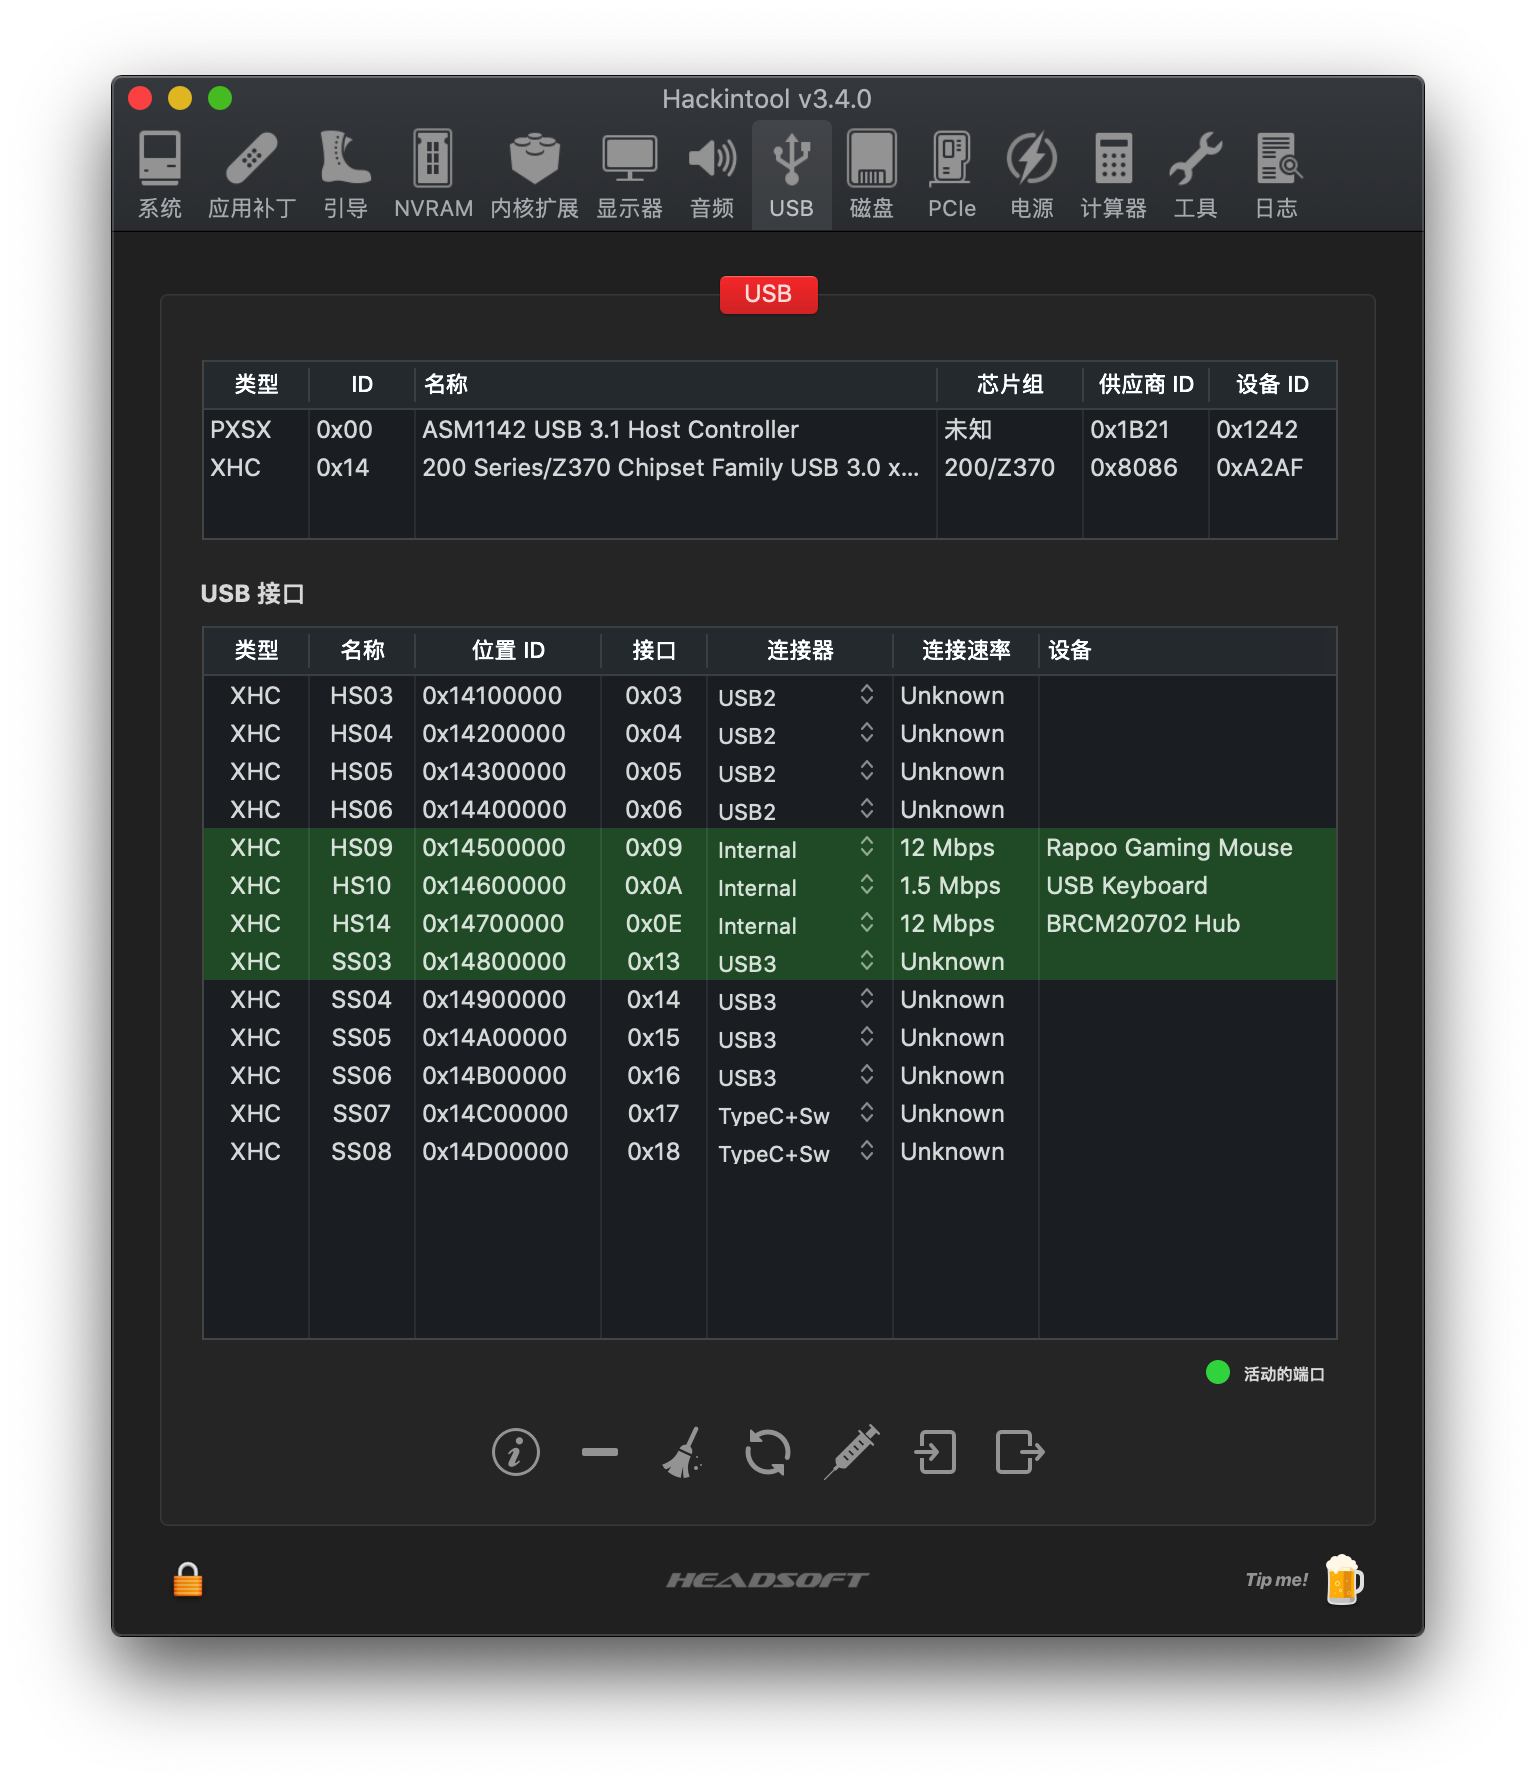 Hackintool v3.4.0
系统 应用补丁 引导 NVRAM 内核扩展 显示器 音频 USB 磁盘 PCIe 电源 计算器 工具 日志
USB
类型 ID 名称 芯片组 供应商 ID 设备 ID
PXSX 0x00 ASM1142 USB 3.1 Host Controller 未知 0x1B21 0x1242
XHC 0x14 200 Series/Z370 Chipset Family USB 3.0 x... 200/Z370 0x8086 0xA2AF
USB 接口
类型 名称 位置 ID 接口 连接器 连接速率 设备
XHC HS03 0x14100000 0x03 USB2 Unknown
XHC HS04 0x14200000 0x04 USB2 Unknown
XHC HS05 0x14300000 0x05 USB2 Unknown
XHC HS06 0x14400000 0x06 USB2 Unknown
XHC HS09 0x14500000 0x09 Internal 12 Mbps Rapoo Gaming Mouse
XHC HS10 0x14600000 0x0A Internal 1.5 Mbps USB Keyboard
XHC HS14 0x14700000 0x0E Internal 12 Mbps BRCM20702 Hub
XHC SS03 0x14800000 0x13 USB3 Unknown
XHC SS04 0x14900000 0x14 USB3 Unknown
XHC SS05 0x14A00000 0x15 USB3 Unknown
XHC SS06 0x14B00000 0x16 USB3 Unknown
XHC SS07 0x14C00000 0x17 TypeC+Sw Unknown
XHC SS08 0x14D00000 0x18 TypeC+Sw Unknown
活动的端口
HEADSOFT
Tip me!